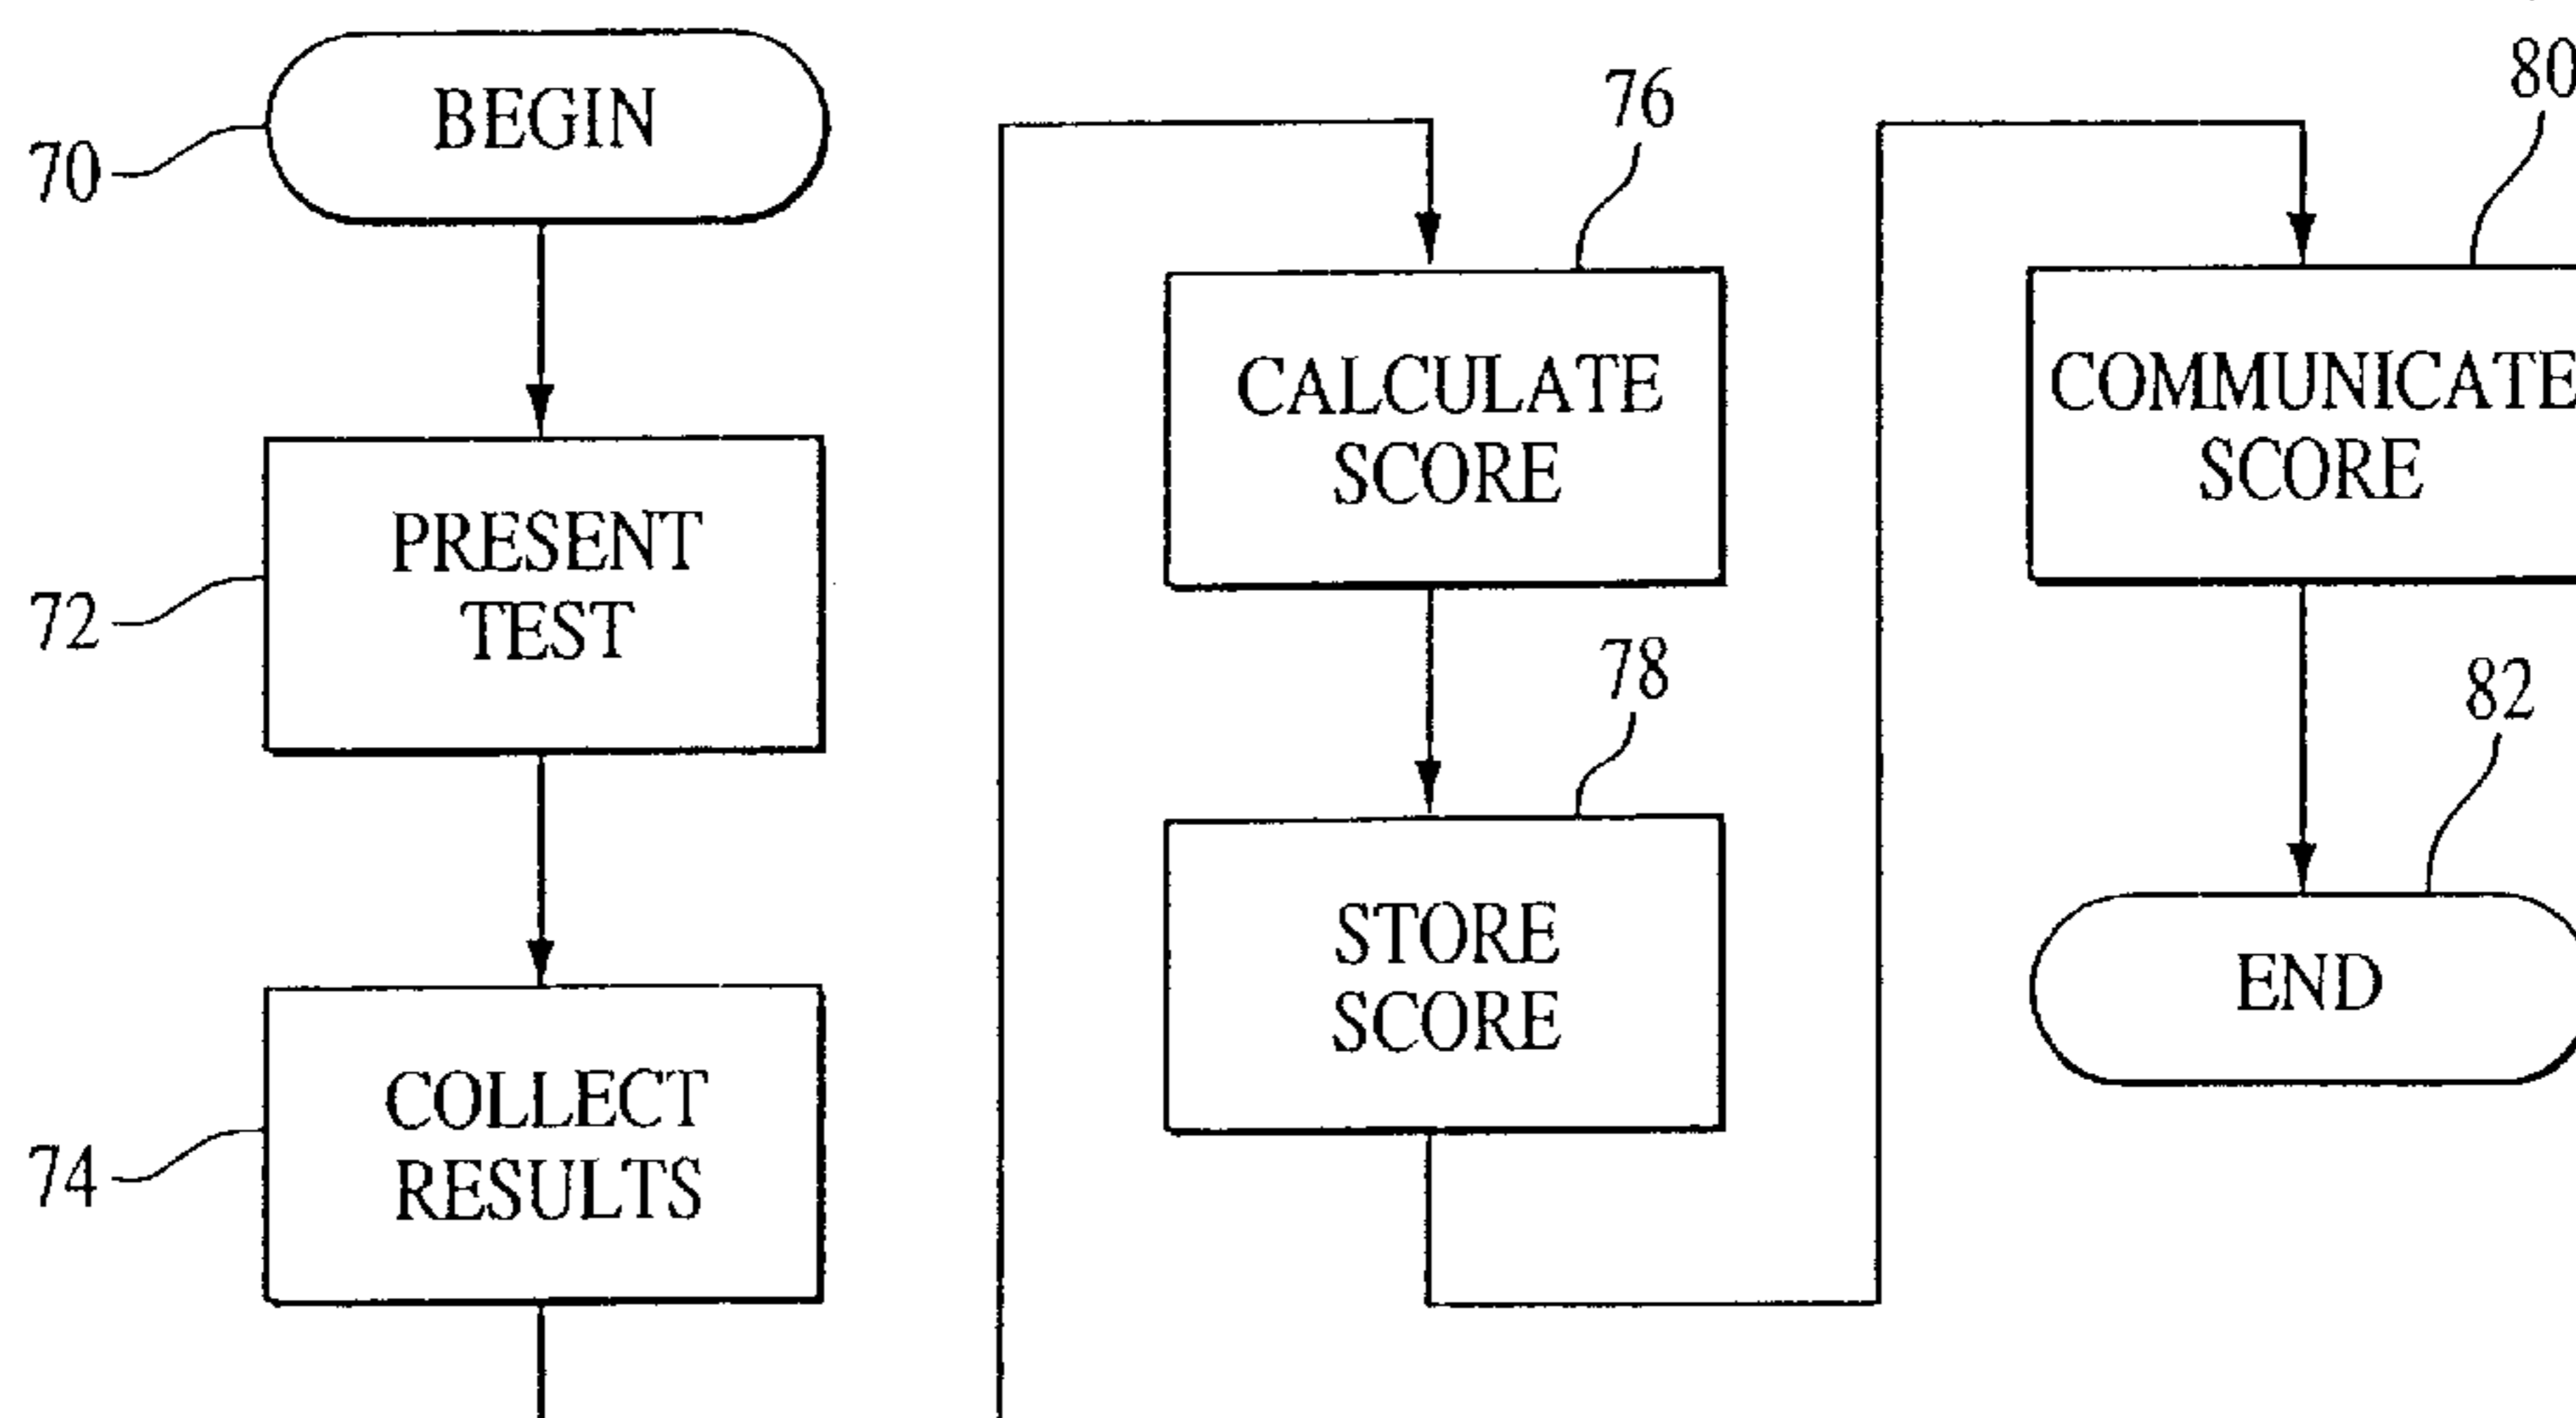 70
BEGIN
72
PRESENT
TEST
74
COLLECT
RESULTS
76
CALCULATE
SCORE
78
STORE
SCORE
80
COMMUNICATE
SCORE
82
END